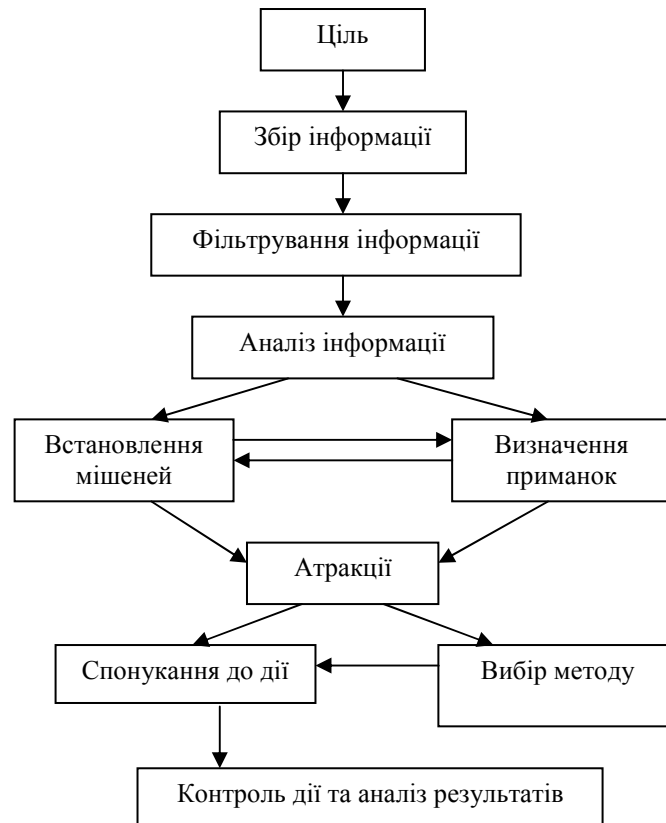 Ціль
Збір інформації
Фільтрування інформації
Аналіз інформації
Встановлення
мішеней
Визначення
приманок
Атракції
Спонукання до дії
Вибір методу
Контроль дії та аналіз результатів